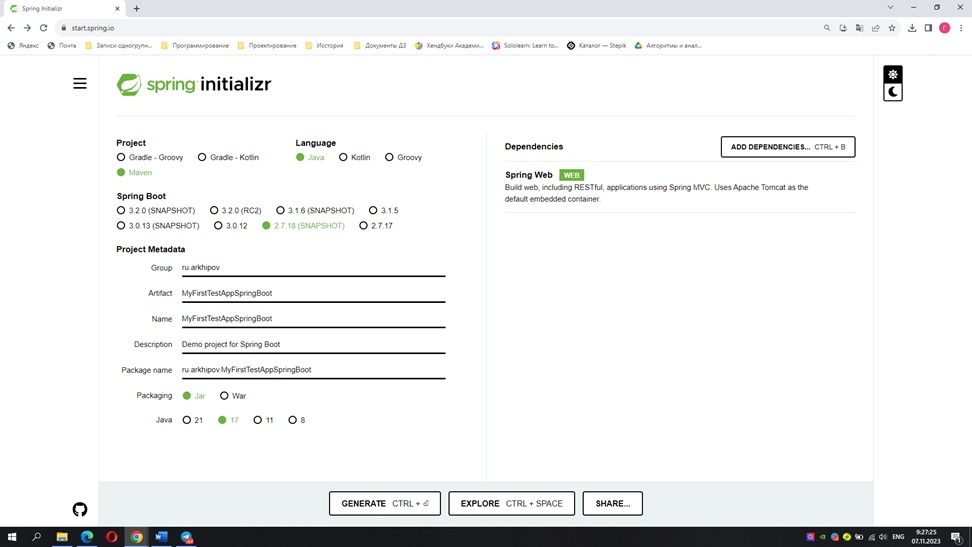 Spring Initializr
start.spring.io
Яндекс Почта Записи одногрупп... Программирование Проектирование Исстория Документы ДЗ Хендбуки Академи... Sololearn: Learn to... Каталог — Stepik Алгоритмы и анал...
spring initializr
Project
Gradle - Groovy Gradle - Kotlin
Maven
Language
Java Kotlin Groovy
Spring Boot
3.2.0 (SNAPSHOT) 3.2.0 (RC2) 3.1.6 (SNAPSHOT) 3.1.5
3.0.13 (SNAPSHOT) 3.0.12 2.7.18 (SNAPSHOT) 2.7.17
Project Metadata
Group ru.arkhipov
Artifact MyFirstTestAppSpringBoot
Name MyFirstTestAppSpringBoot
Description Demo project for Spring Boot
Package name ru.arkhipov.MyFirstTestAppSpringBoot
Packaging Jar War
Java 21 17 11 8
Dependencies
ADD DEPENDENCIES... CTRL + B
Spring Web WEB
Build web, including RESTful, applications using Spring MVC. Uses Apache Tomcat as the
default embedded container.
GENERATE CTRL + ⏎ EXPLORE CTRL + SPACE SHARE...
ENG
9:27:25
07.11.2023